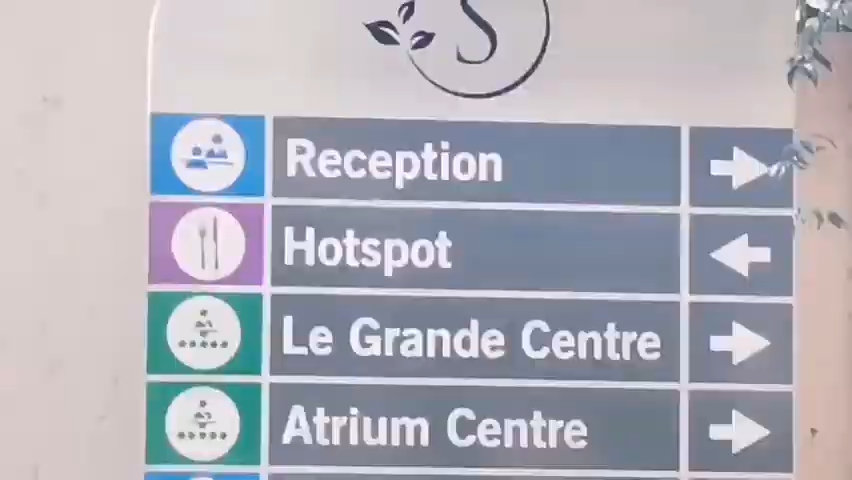 S
Reception
Hotspot
Le Grande Centre
Atrium Centre